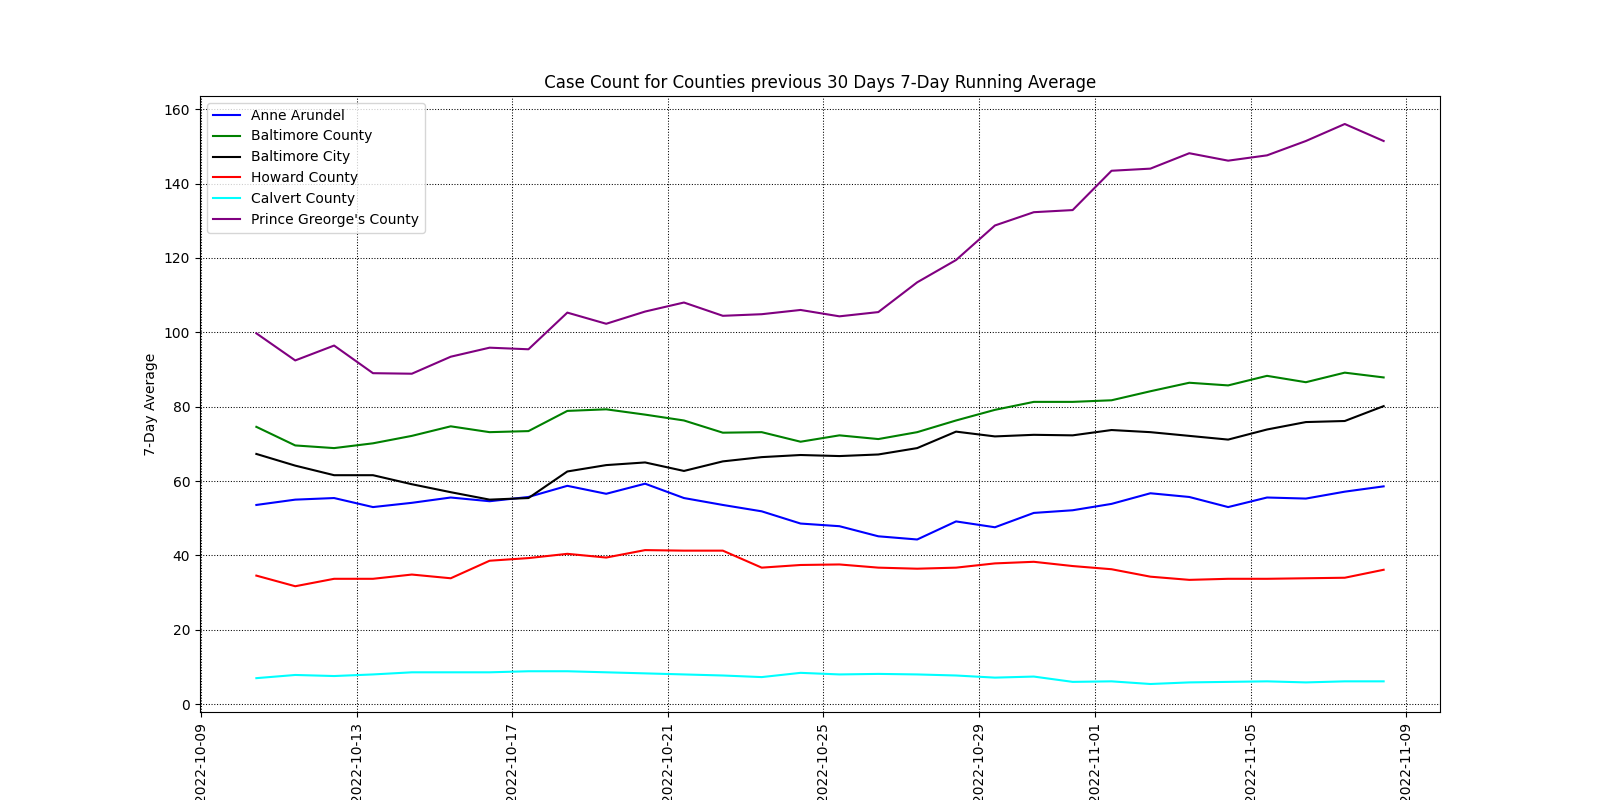 Case Count for Counties previous 30 Days 7-Day Running Average
160
140
120
100
80
60
40
20
0
7-Day Average
Anne Arundel
Baltimore County
Baltimore City
Howard County
Calvert County
Prince Greorge's County
2022-10-09
2022-10-13
2022-10-17
2022-10-21
2022-10-25
2022-10-29
2022-11-01
2022-11-05
2022-11-09